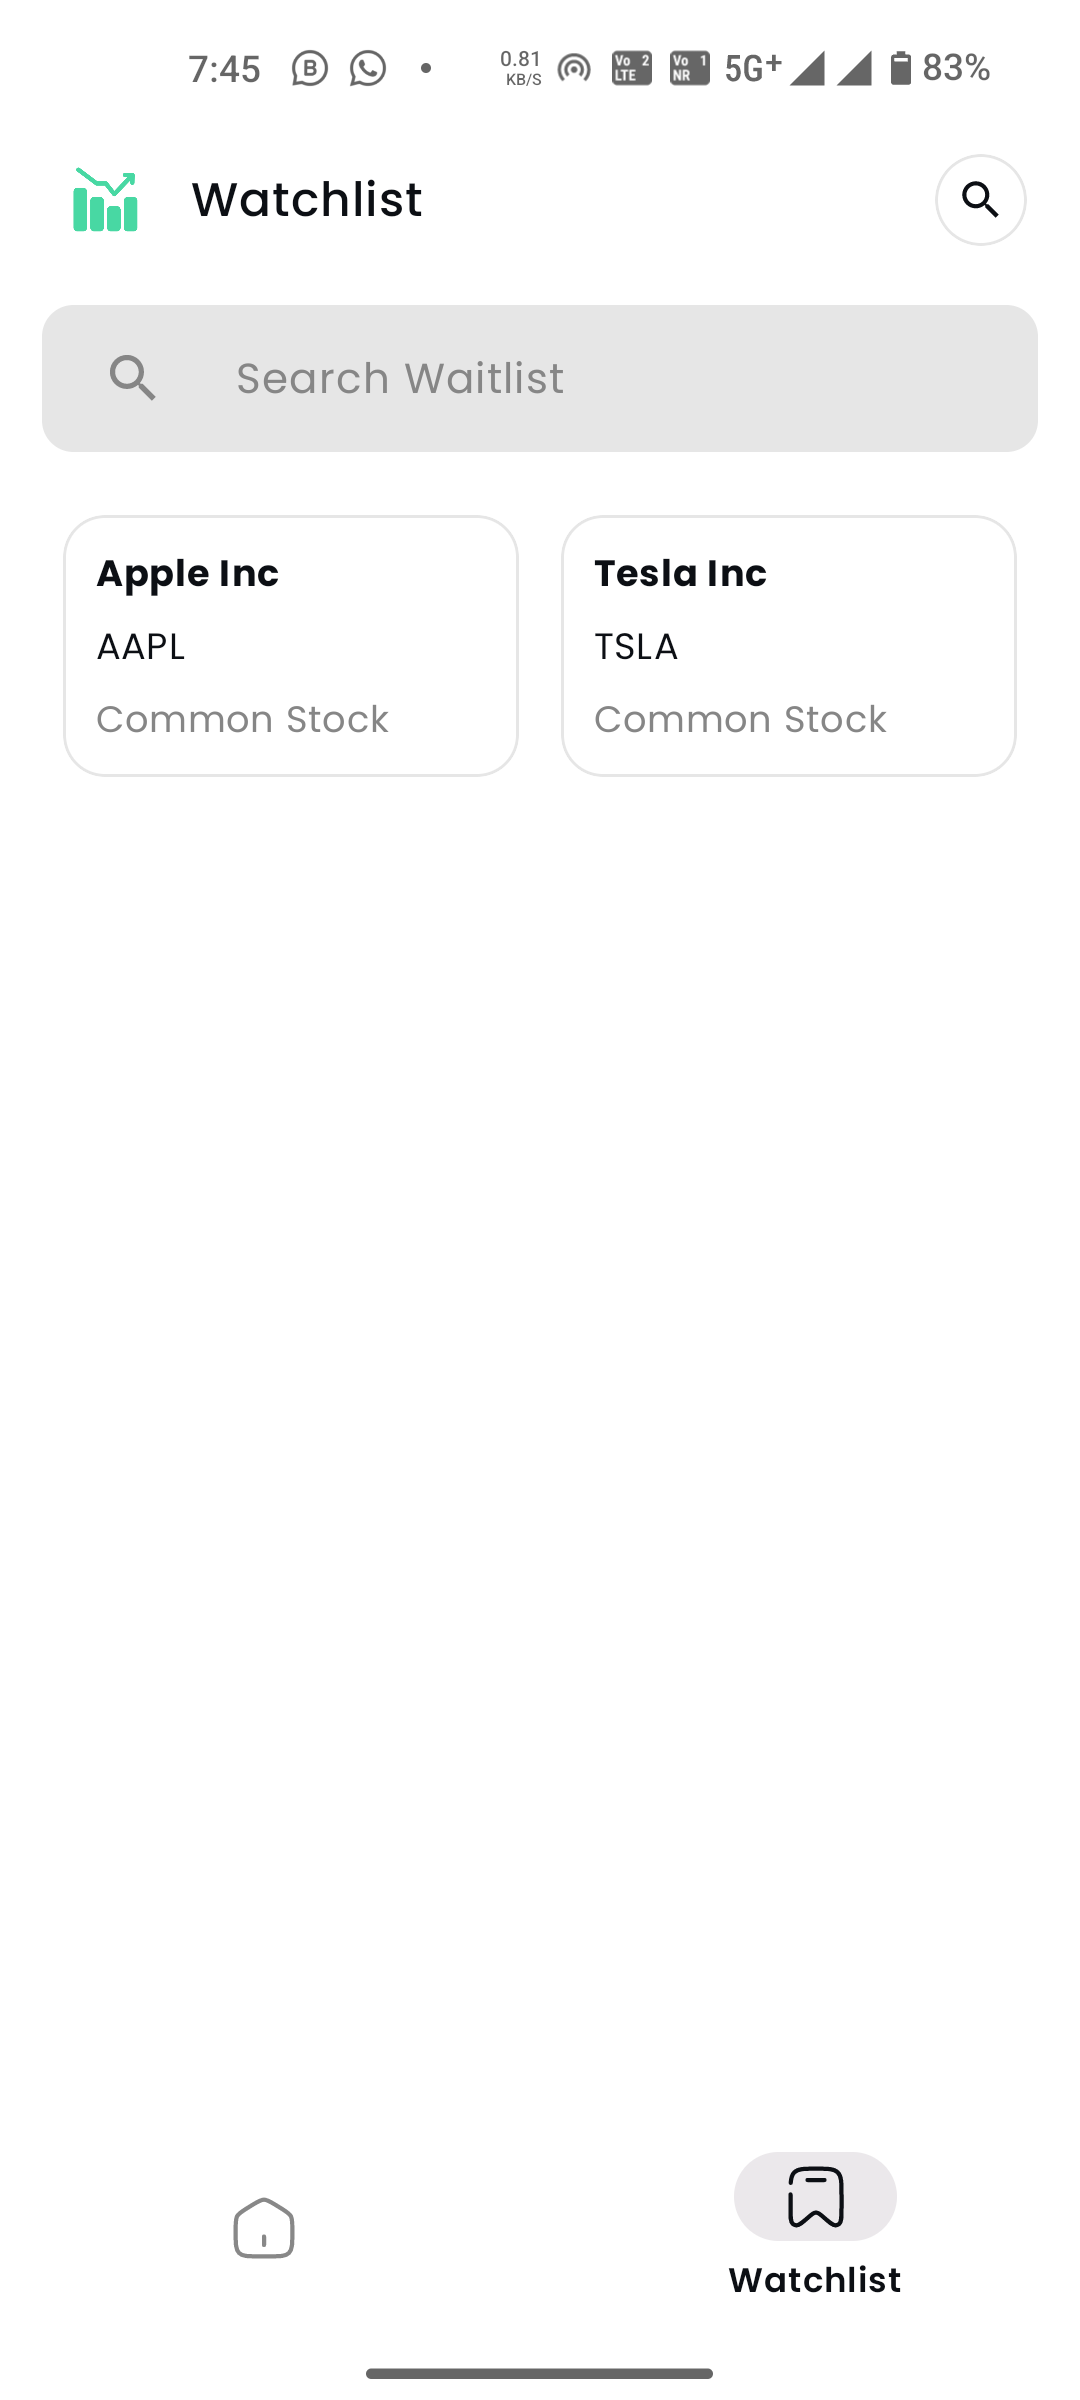 7:45 B 0.81 KB/S Vo LTE 2 Vo NR 1 5G+ 83%
Watchlist
Search Waitlist
Apple Inc
AAPL
Common Stock
Tesla Inc
TSLA
Common Stock
Watchlist